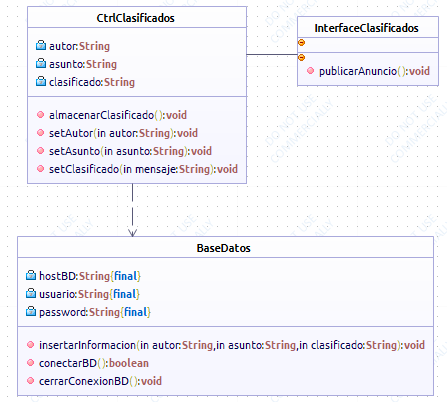 CtrlClasificados
autor:String
asunto:String
clasificado:String
almacenarClasificado():void
setAutor(in autor:String):void
setAsunto(in asunto:String):void
setClasificado(in mensaje:String):void
InterfaceClasificados
publicarAnuncio():void
BaseDatos
hostBD:String{final}
usuario:String{final}
password:String{final}
insertarInformacion(in autor:String,in asunto:String,in clasificado:String):void
conectarBD():boolean
cerrarConexionBD():void